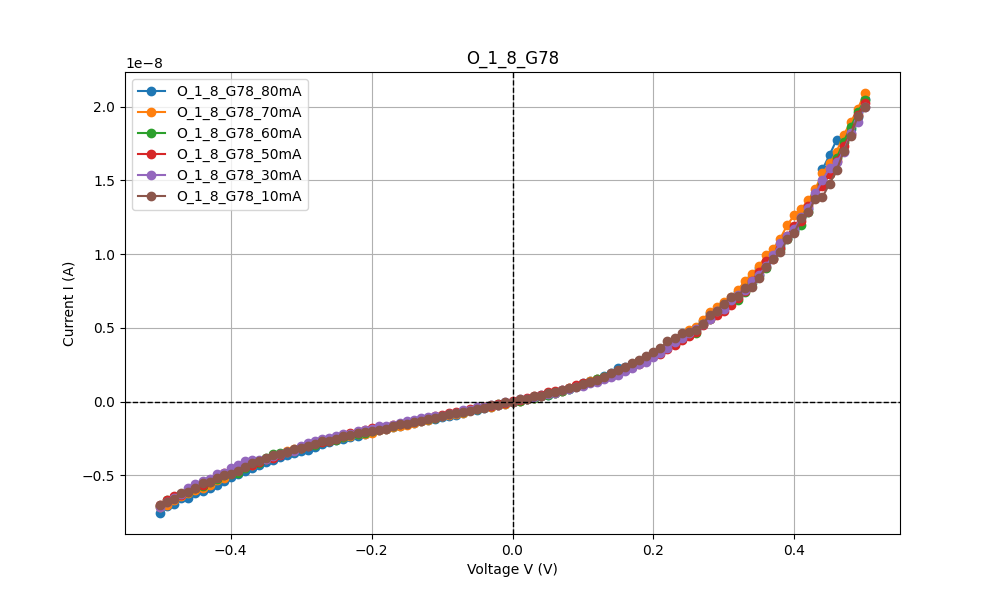 O_1_8_G78
1e−8
O_1_8_G78_80mA
O_1_8_G78_70mA
O_1_8_G78_60mA
O_1_8_G78_50mA
O_1_8_G78_30mA
O_1_8_G78_10mA
2.0
1.5
1.0
0.5
0.0
−0.5
Current I (A)
−0.4
−0.2
0.0
0.2
0.4
Voltage V (V)